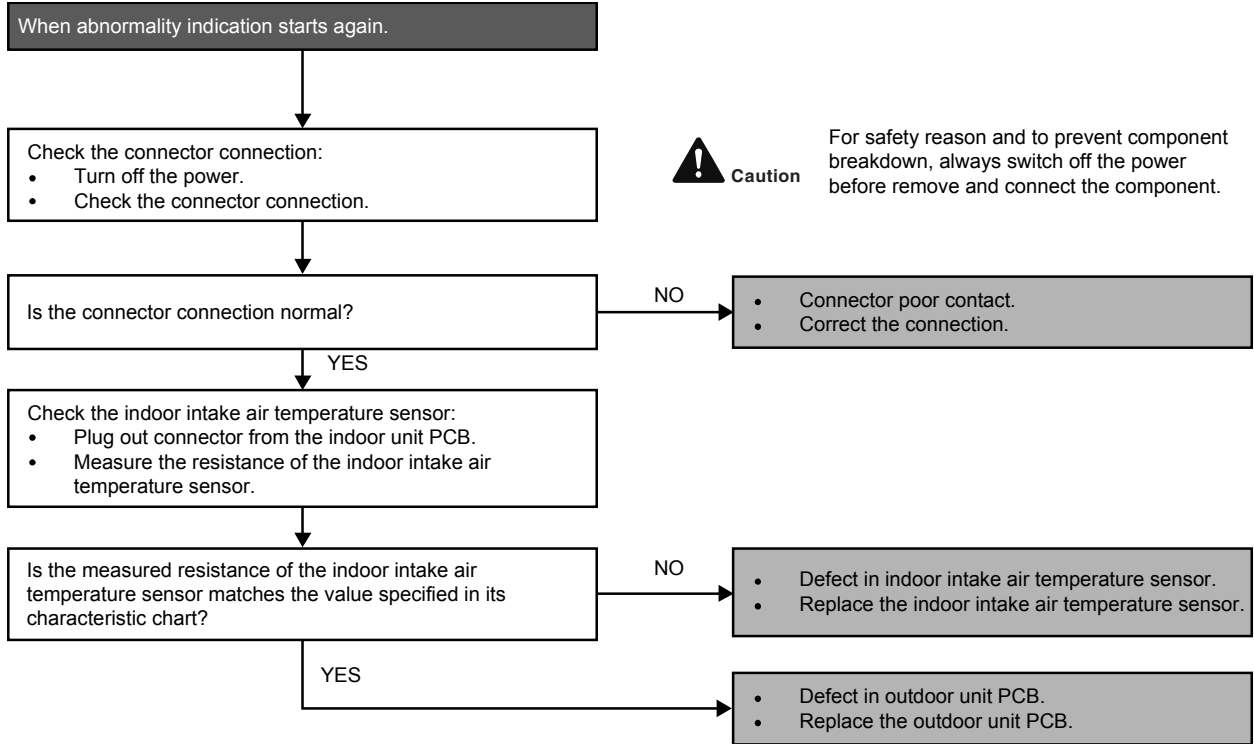 When abnormality indication starts again.
Check the connector connection:
• Turn off the power.
• Check the connector connection.
Caution
For safety reason and to prevent component
breakdown, always switch off the power
before remove and connect the component.
Is the connector connection normal?
NO
• Connector poor contact.
• Correct the connection.
YES
Check the indoor intake air temperature sensor:
• Plug out connector from the indoor unit PCB.
• Measure the resistance of the indoor intake air
temperature sensor.
Is the measured resistance of the indoor intake air
temperature sensor matches the value specified in its
characteristic chart?
NO
• Defect in indoor intake air temperature sensor.
• Replace the indoor intake air temperature sensor.
YES
• Defect in outdoor unit PCB.
• Replace the outdoor unit PCB.